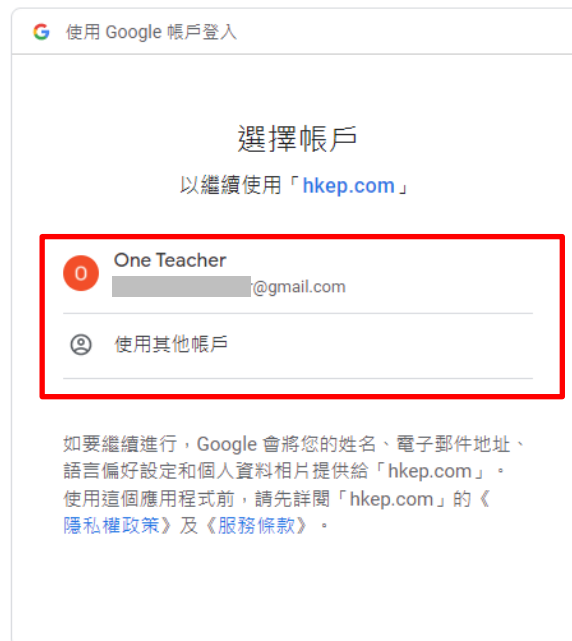 使用 Google 帳戶登入
選擇帳戶
以繼續使用「hkep.com」
One Teacher
@gmail.com
使用其他帳戶
如要繼續進行，Google 會將您的姓名、電子郵件地址、
語言偏好設定和個人資料相片提供給「hkep.com」。
使用這個應用程式前，請先詳閱「hkep.com」的《
隱私權政策》及《服務條款》。